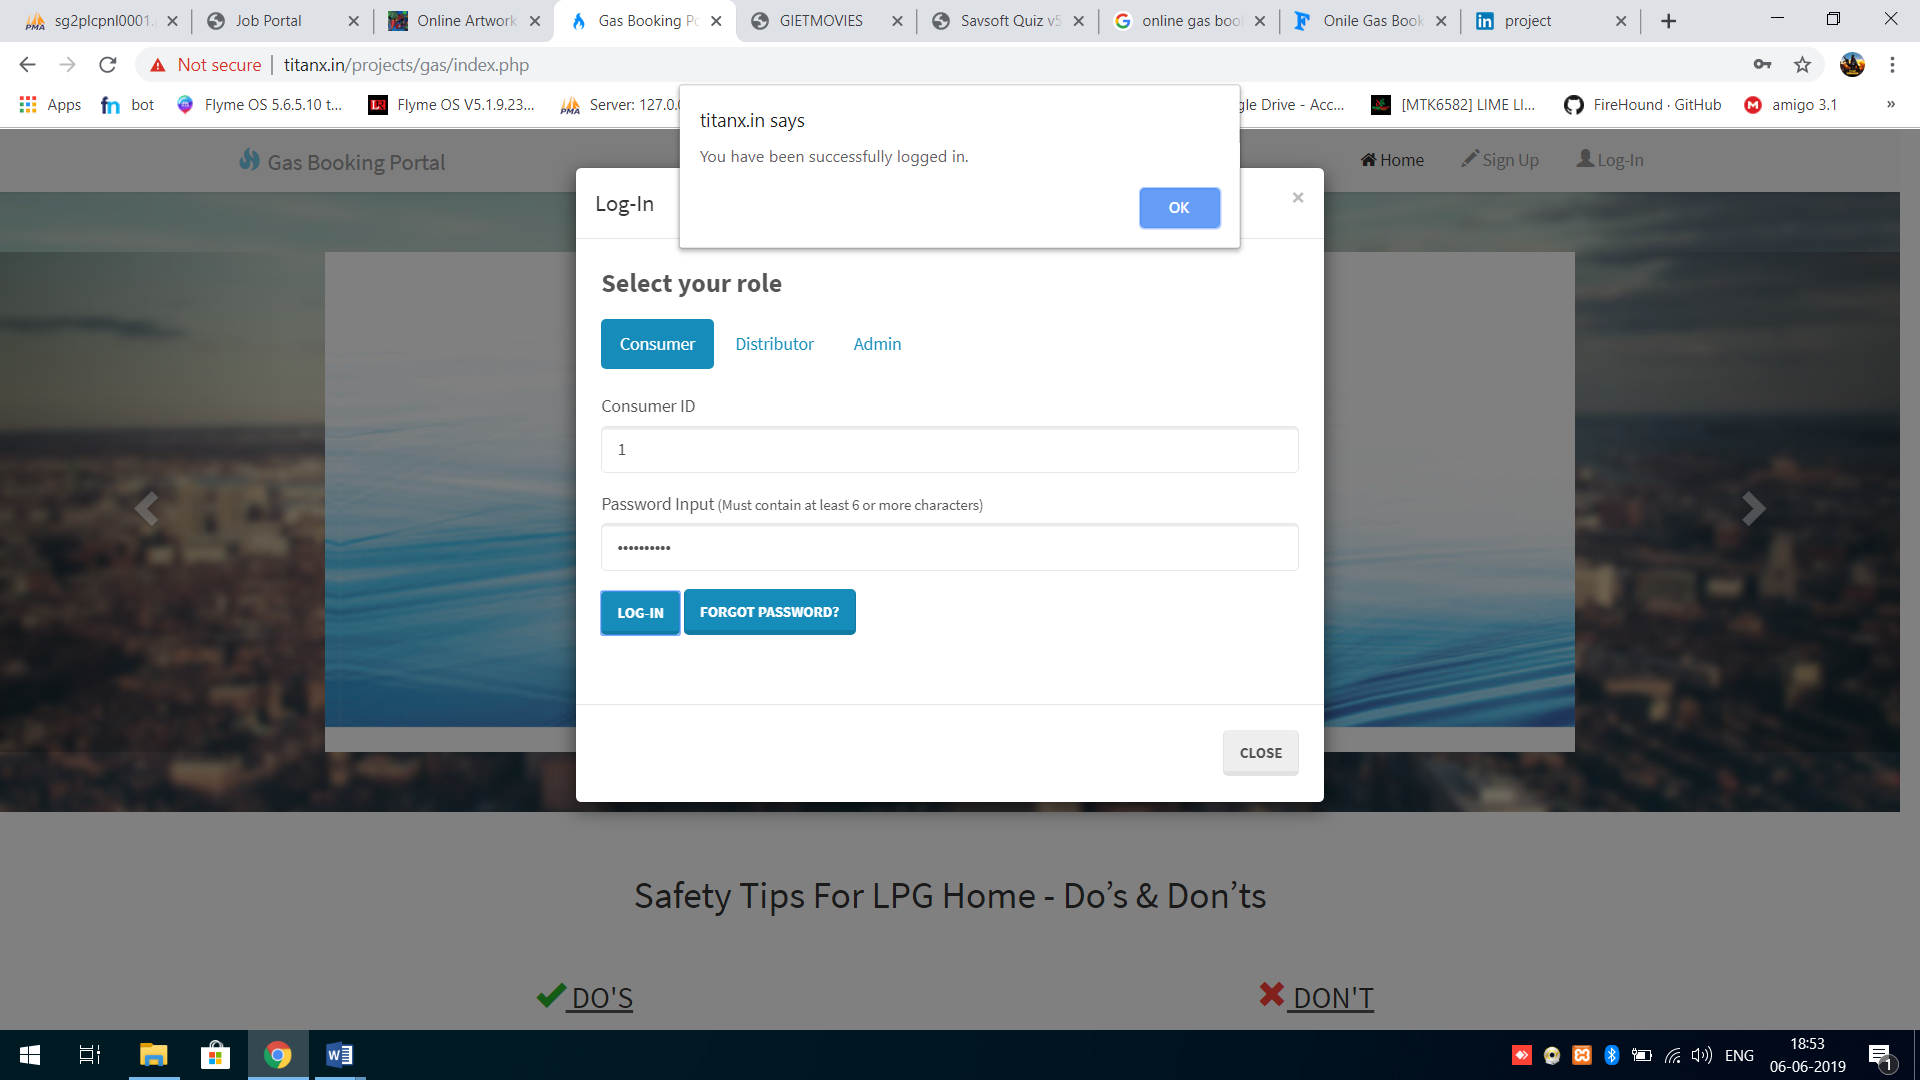 sg2plcpnl0001.
Job Portal
Online Artwork
Gas Booking Po
GIETMOVIES
Savsoft Quiz v5
online gas boo
Onile Gas Book
project
Not secure | titanx.in/projects/gas/index.php
Apps
bot
Flyme OS 5.6.5.10 t...
Flyme OS V5.1.9.23...
Server: 127.0.0
gle Drive - Acc...
[MTK6582] LIME LI...
FireHound · GitHub
amigo 3.1
»
titanx.in says
You have been successfully logged in.
OK
Gas Booking Portal
Home
Sign Up
Log-In
Log-In
×
Select your role
Consumer
Distributor
Admin
Consumer ID
1
Password Input (Must contain at least 6 or more characters)
••••••••••
LOG-IN
FORGOT PASSWORD?
CLOSE
Safety Tips For LPG Home - Do’s & Don’ts
DO'S
DON'T
ENG
18:53
06-06-2019
1